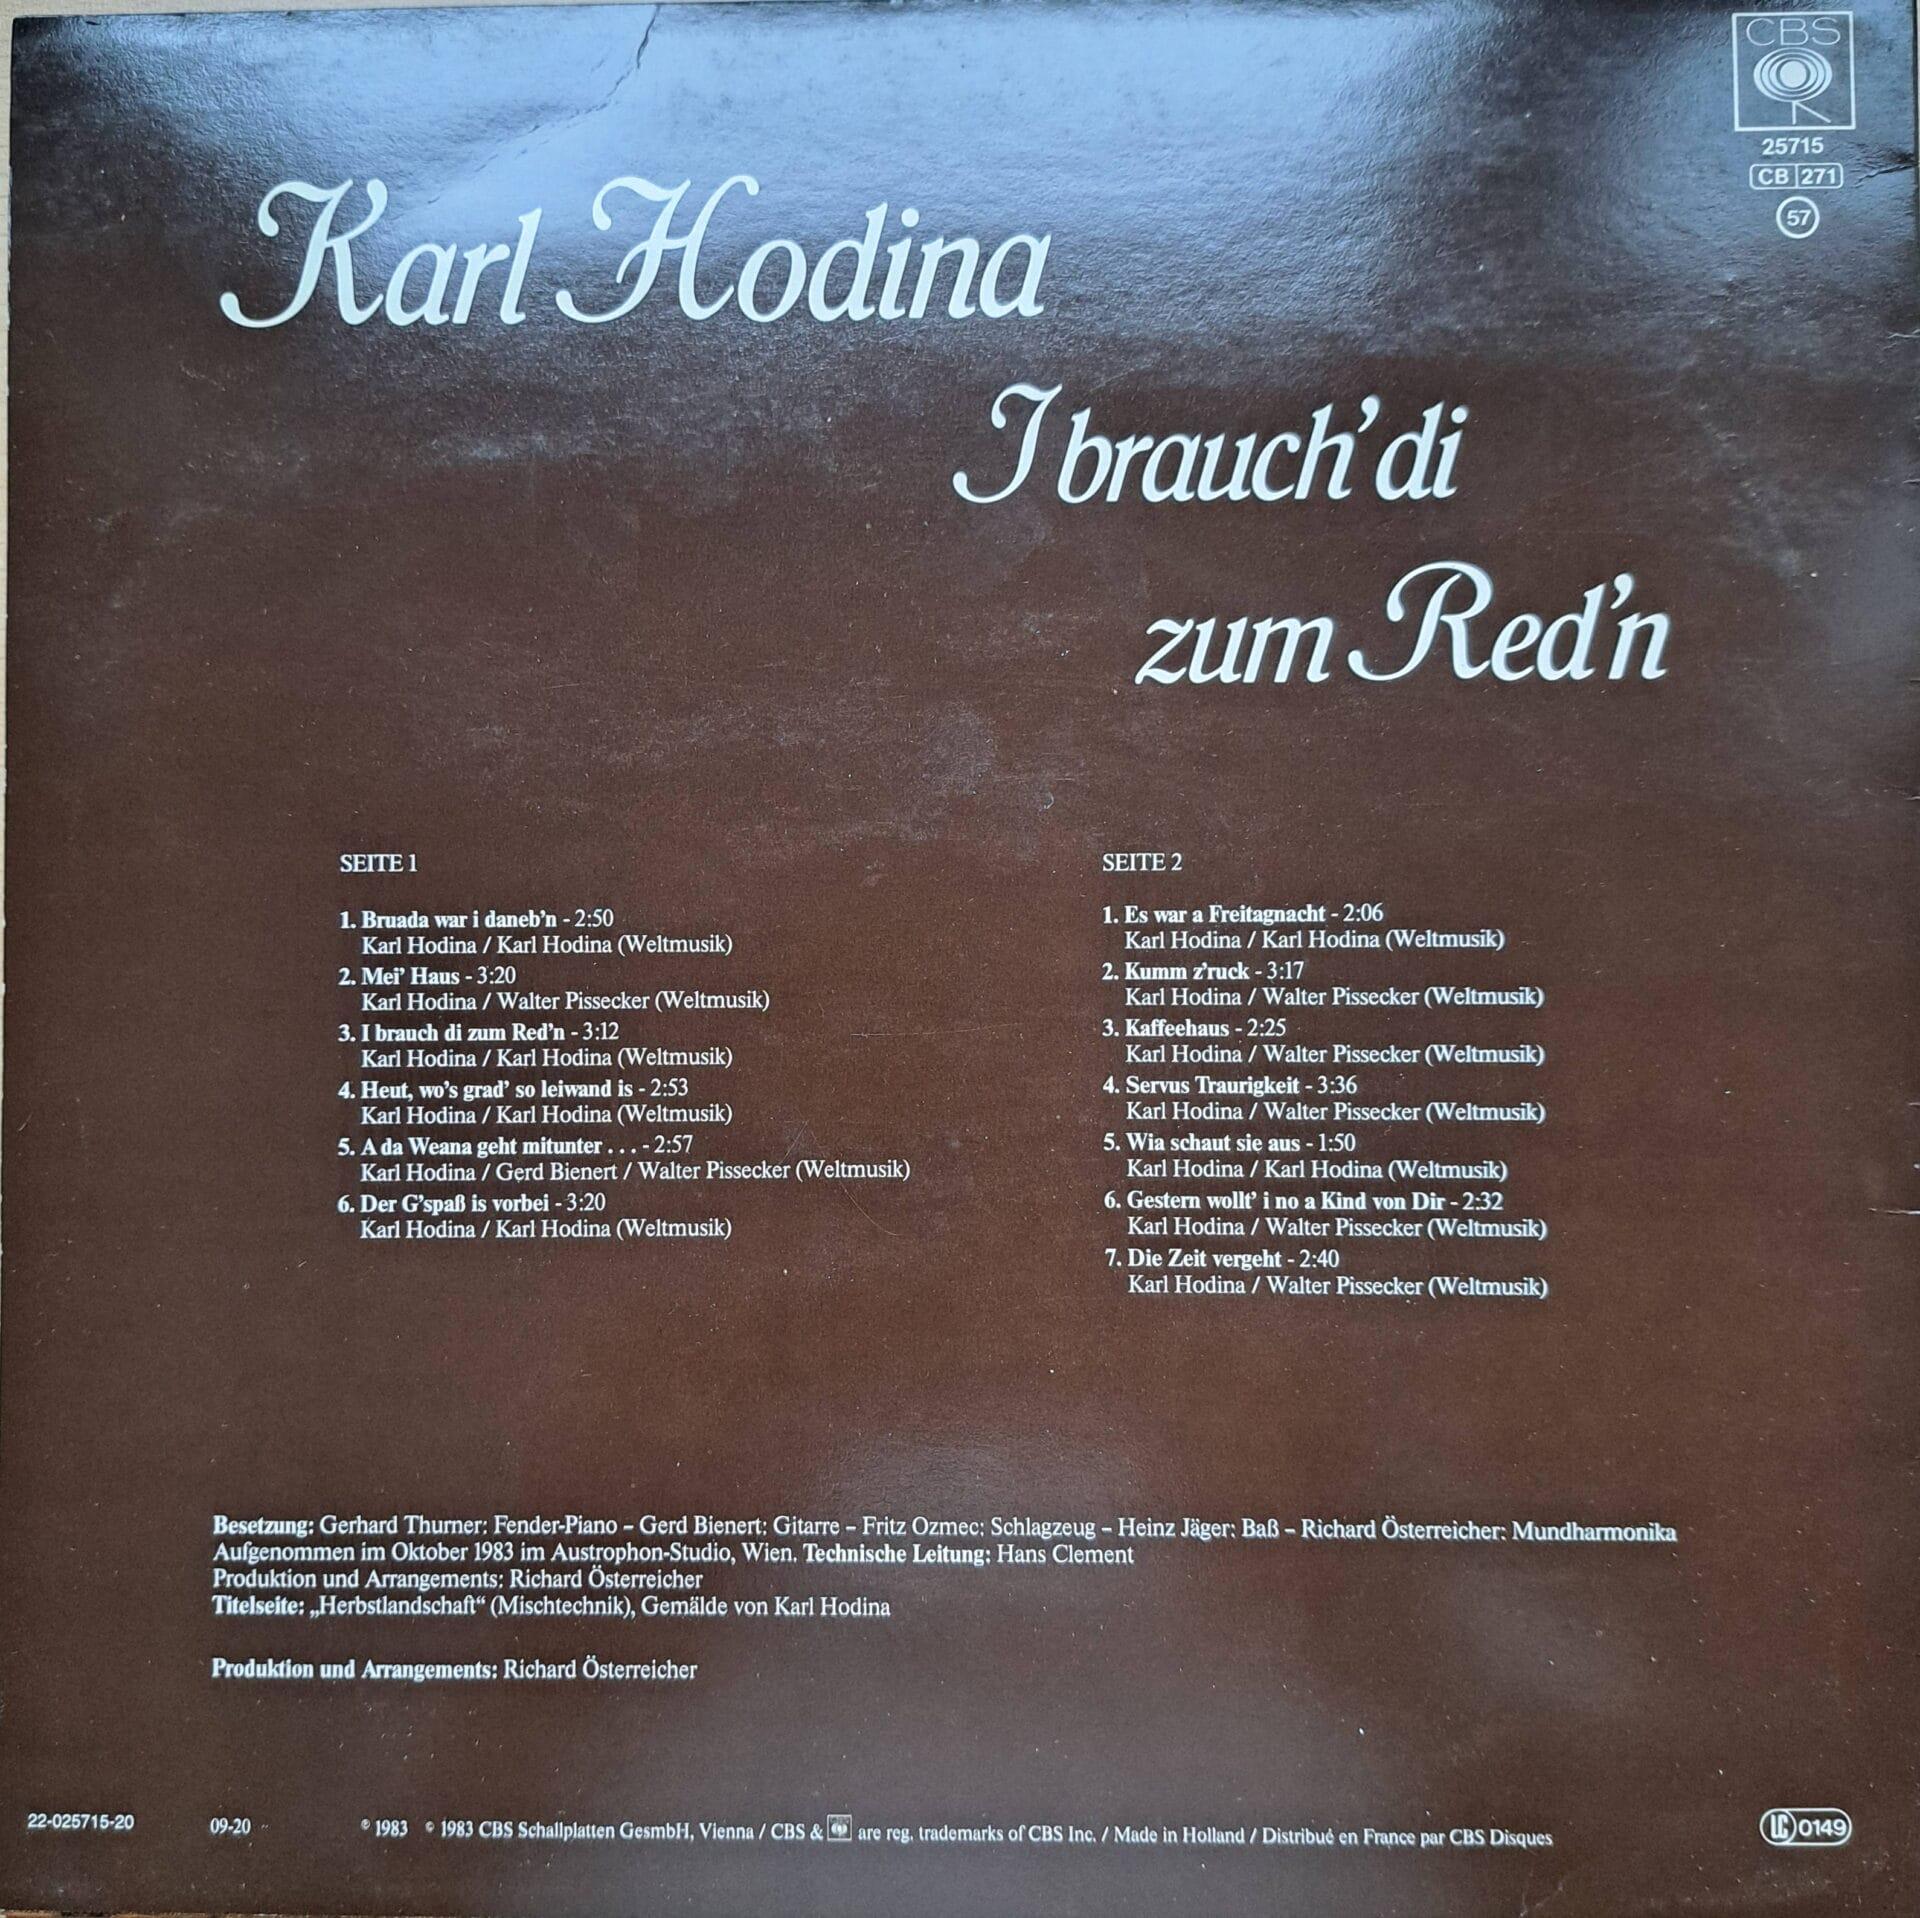 CBS
25715
CB 271
57
Karl Hodina
I brauch' di
zum Red'n
SEITE 1
1. Bruada war i daneb'n - 2:50
Karl Hodina / Karl Hodina (Weltmusik)
2. Mei' Haus - 3:20
Karl Hodina / Walter Pissecker (Weltmusik)
3. I brauch di zum Red'n - 3:12
Karl Hodina / Karl Hodina (Weltmusik)
4. Heut, wo's grad' so leiwand is - 2:53
Karl Hodina / Karl Hodina (Weltmusik)
5. A da Weana geht mitunter . . . - 2:57
Karl Hodina / Gerd Bienert / Walter Pissecker (Weltmusik)
6. Der G'spaß is vorbei - 3:20
Karl Hodina / Karl Hodina (Weltmusik)
SEITE 2
1. Es war a Freitagnacht - 2:06
Karl Hodina / Karl Hodina (Weltmusik)
2. Kumm z'ruck - 3:17
Karl Hodina / Walter Pissecker (Weltmusik)
3. Kaffeehaus - 2:25
Karl Hodina / Walter Pissecker (Weltmusik)
4. Servus Traurigkeit - 3:36
Karl Hodina / Walter Pissecker (Weltmusik)
5. Wia schaut sie aus - 1:50
Karl Hodina / Karl Hodina (Weltmusik)
6. Gestern wollt' i no a Kind von Dir - 2:32
Karl Hodina / Walter Pissecker (Weltmusik)
7. Die Zeit vergeht - 2:40
Karl Hodina / Walter Pissecker (Weltmusik)
Besetzung: Gerhard Thurner: Fender-Piano – Gerd Bienert: Gitarre – Fritz Ozmec: Schlagzeug – Heinz Jäger: Baß – Richard Österreicher: Mundharmonika
Aufgenommen im Oktober 1983 im Austrophon-Studio, Wien. Technische Leitung: Hans Clement
Produktion und Arrangements: Richard Österreicher
Titelseite: „Herbstlandschaft“ (Mischtechnik), Gemälde von Karl Hodina
Produktion und Arrangements: Richard Österreicher
22-025715-20 09-20 ℗ 1983 © 1983 CBS Schallplatten GesmbH, Vienna / CBS & are reg. trademarks of CBS Inc. / Made in Holland / Distribué en France par CBS Disques
LC 0149